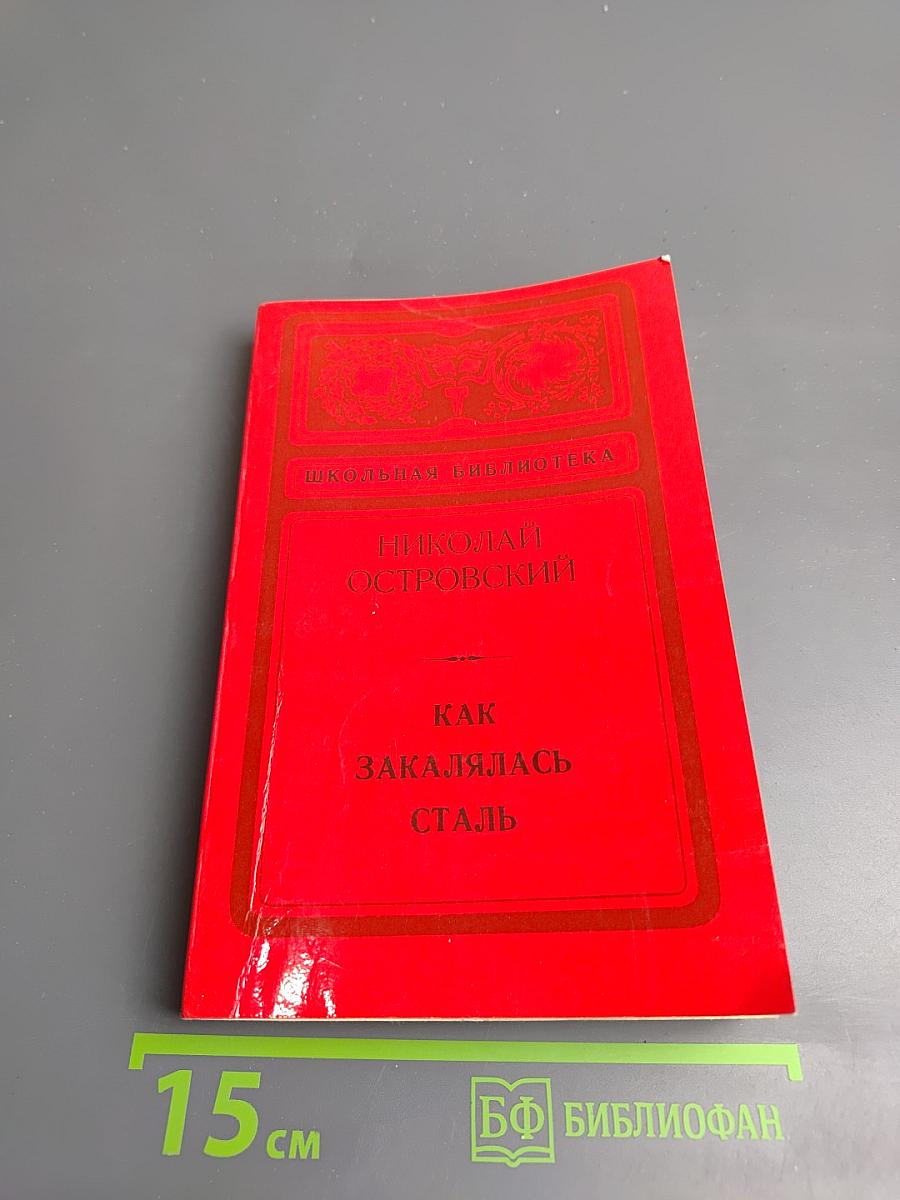 ШКОЛЬНАЯ БИБЛИОТЕКА
НИКОЛАЙ
ОСТРОВСКИЙ
КАК
ЗАКАЛЯЛАСЬ
СТАЛЬ
15 см
БФ БИБЛИОФАН